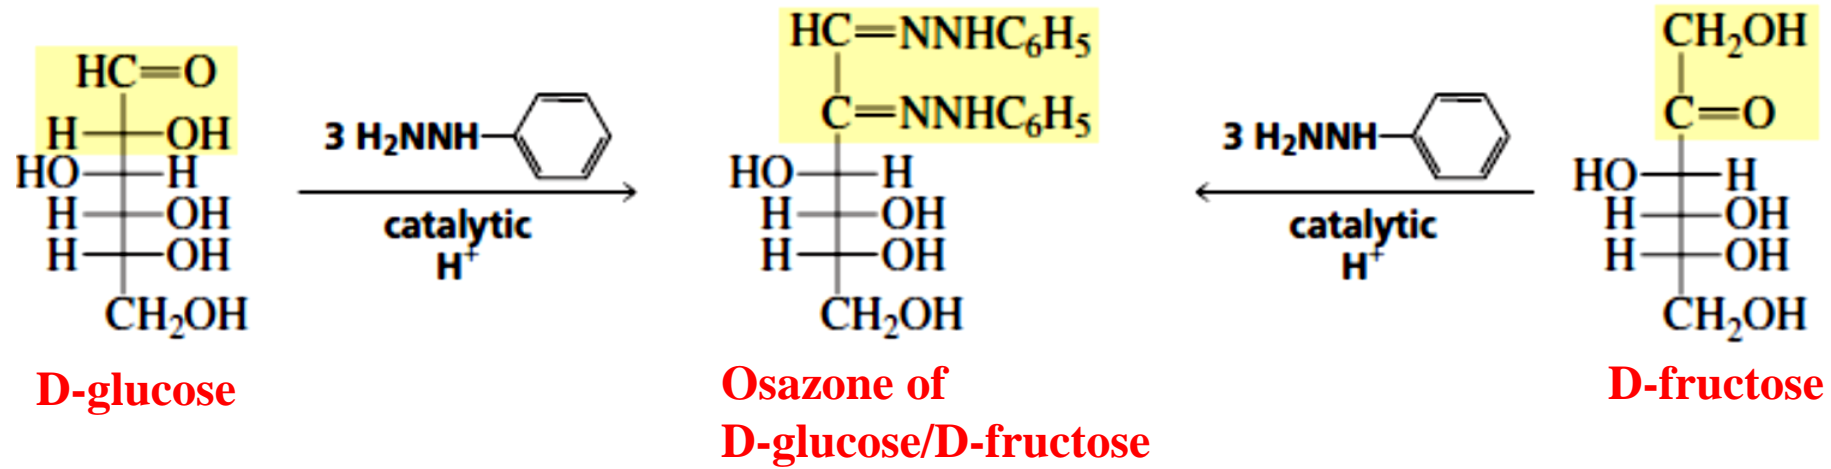 HC=O
H OH
HO H
H OH
H OH
CH₂OH
D-glucose
3 H₂NNH
catalytic
H⁺
HC=NNHC₆H₅
C=NNHC₆H₅
HO H
H OH
H OH
CH₂OH
Osazone of
D-glucose/D-fructose
3 H₂NNH
catalytic
H⁺
CH₂OH
C=O
HO H
H OH
H OH
CH₂OH
D-fructose